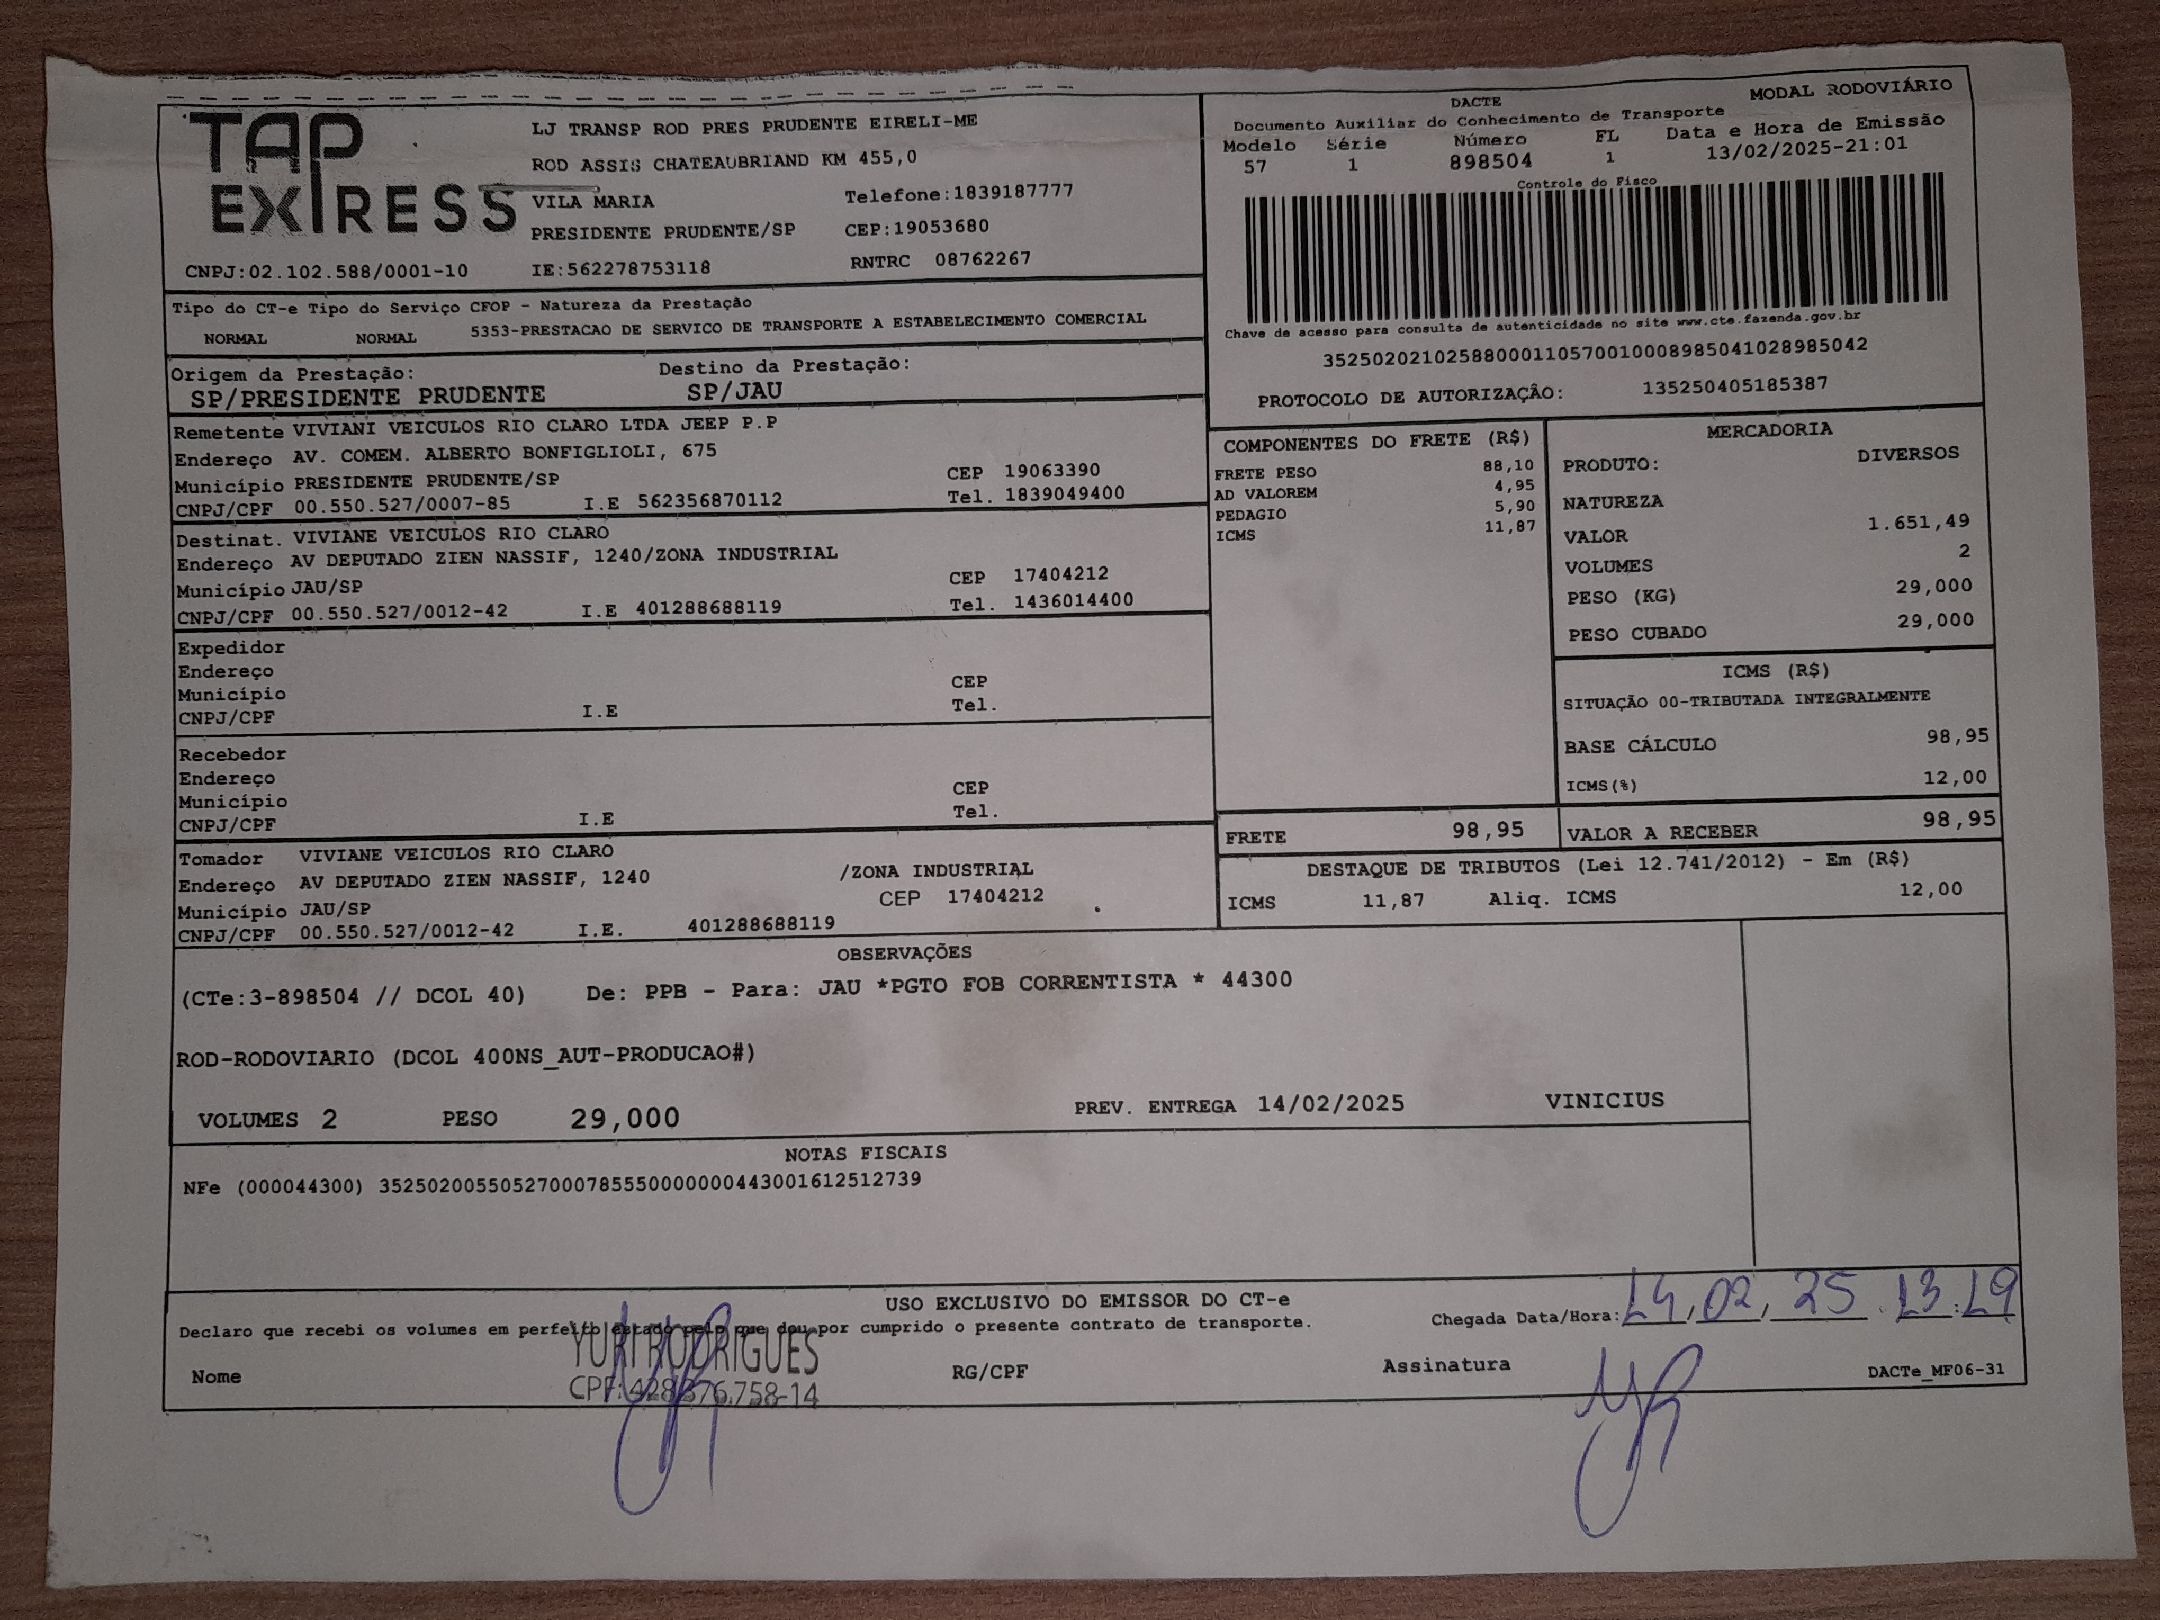 TAP
EXPRESS
LJ TRANSP ROD PRES PRUDENTE EIRELI-ME
ROD ASSIS CHATEAUBRIAND KM 455,0
VILA MARIA Telefone:1839187777
PRESIDENTE PRUDENTE/SP CEP:19053680
CNPJ:02.102.588/0001-10 IE:562278753118 RNTRC 08762267
DACTE MODAL RODOVIÁRIO
Documento Auxiliar do Conhecimento de Transporte
Modelo Série Número FL Data e Hora de Emissão
57 1 898504 1 13/02/2025-21:01
Controle do Fisco
Chave de acesso para consulta de autenticidade no site www.cte.fazenda.gov.br
35250202102588000110570010008985041028985042
PROTOCOLO DE AUTORIZAÇÃO: 135250405185387
Tipo do CT-e Tipo do Serviço CFOP - Natureza da Prestação
NORMAL NORMAL 5353-PRESTACAO DE SERVICO DE TRANSPORTE A ESTABELECIMENTO COMERCIAL
Origem da Prestação: Destino da Prestação:
SP/PRESIDENTE PRUDENTE SP/JAU
Remetente VIVIANI VEICULOS RIO CLARO LTDA JEEP P.P
Endereço AV. COMEM. ALBERTO BONFIGLIOLI, 675
Município PRESIDENTE PRUDENTE/SP CEP 19063390
CNPJ/CPF 00.550.527/0007-85 I.E 562356870112 Tel. 1839049400
Destinat. VIVIANE VEICULOS RIO CLARO
Endereço AV DEPUTADO ZIEN NASSIF, 1240/ZONA INDUSTRIAL
Município JAU/SP CEP 17404212
CNPJ/CPF 00.550.527/0012-42 I.E 401288688119 Tel. 1436014400
Expedidor
Endereço
Município CEP
CNPJ/CPF I.E Tel.
Recebedor
Endereço
Município CEP
CNPJ/CPF I.E Tel.
Tomador VIVIANE VEICULOS RIO CLARO
Endereço AV DEPUTADO ZIEN NASSIF, 1240 /ZONA INDUSTRIAL
Município JAU/SP CEP 17404212
CNPJ/CPF 00.550.527/0012-42 I.E. 401288688119
COMPONENTES DO FRETE (R$)
FRETE PESO 88,10
AD VALOREM 4,95
PEDAGIO 5,90
ICMS 11,87
MERCADORIA
PRODUTO: DIVERSOS
NATUREZA
VALOR 1.651,49
VOLUMES 2
PESO (KG) 29,000
PESO CUBADO 29,000
ICMS (R$)
SITUAÇÃO 00-TRIBUTADA INTEGRALMENTE
BASE CÁLCULO 98,95
ICMS(%) 12,00
FRETE 98,95 VALOR A RECEBER 98,95
DESTAQUE DE TRIBUTOS (Lei 12.741/2012) - Em (R$)
ICMS 11,87 Aliq. ICMS 12,00
OBSERVAÇÕES
(CTe:3-898504 // DCOL 40) De: PPB - Para: JAU *PGTO FOB CORRENTISTA * 44300
ROD-RODOVIARIO (DCOL 400NS_AUT-PRODUCAO#)
VOLUMES 2 PESO 29,000 PREV. ENTREGA 14/02/2025 VINICIUS
NOTAS FISCAIS
NFe (000044300) 35250200550527000785550000000443001612512739
USO EXCLUSIVO DO EMISSOR DO CT-e
Declaro que recebi os volumes em perfeito estado pelo que dou por cumprido o presente contrato de transporte.
Chegada Data/Hora: 14,02,25 13:19
YURI RODRIGUES
CPF: 428.876.758-14
Nome RG/CPF Assinatura DACTe_MF06-31